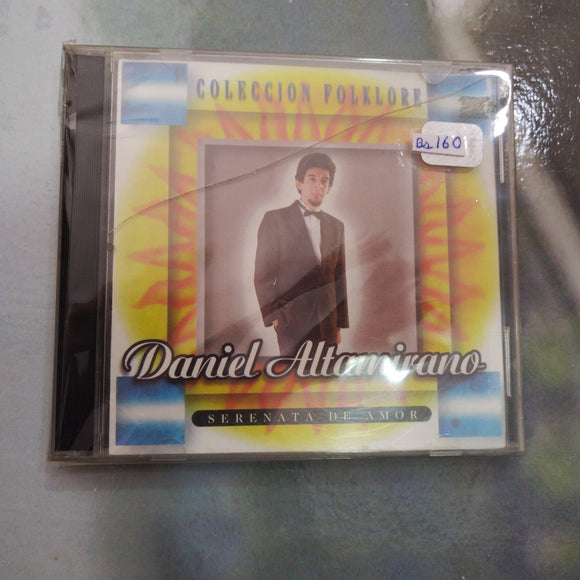 COLECCION FOLKLORE
Bs 160
Daniel Altamirano
SERENATA DE AMOR